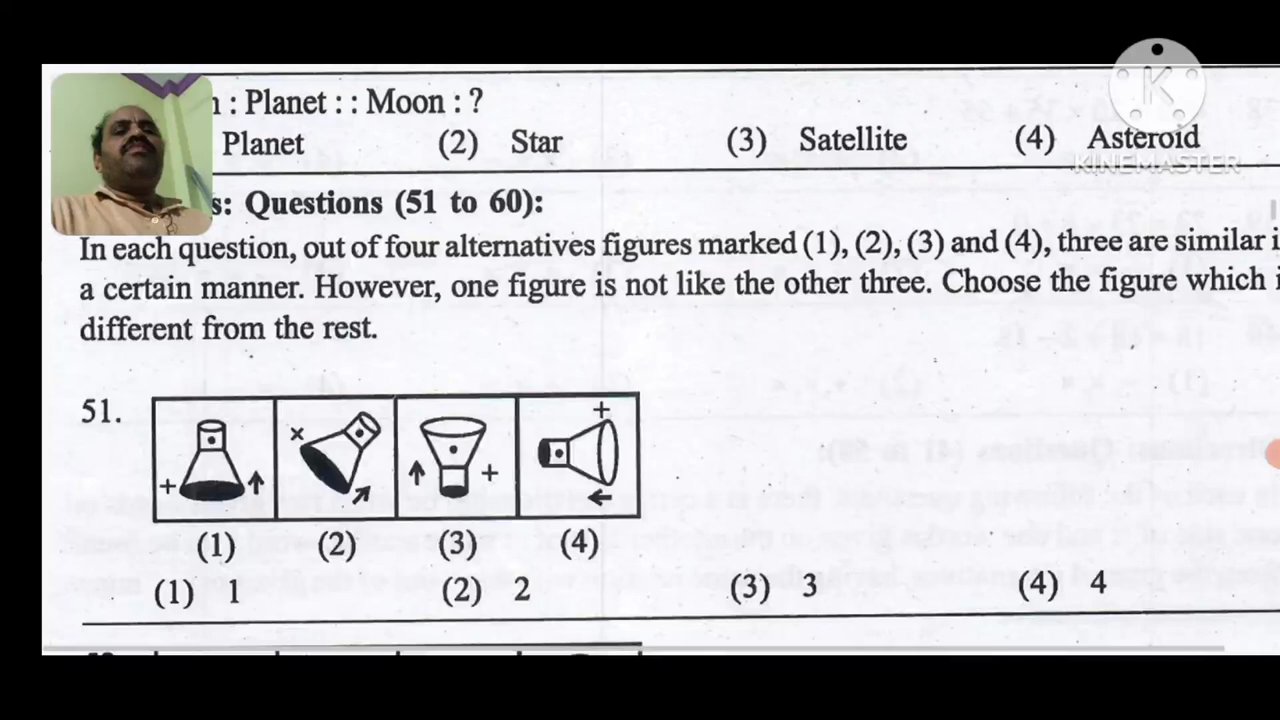 : Planet : : Moon : ?
Planet (2) Star (3) Satellite (4) Asteroid
KINEMASTER
s: Questions (51 to 60):
In each question, out of four alternatives figures marked (1), (2), (3) and (4), three are similar i
a certain manner. However, one figure is not like the other three. Choose the figure which i
different from the rest.
51.
(1) (2) (3) (4)
(1) 1 (2) 2 (3) 3 (4) 4